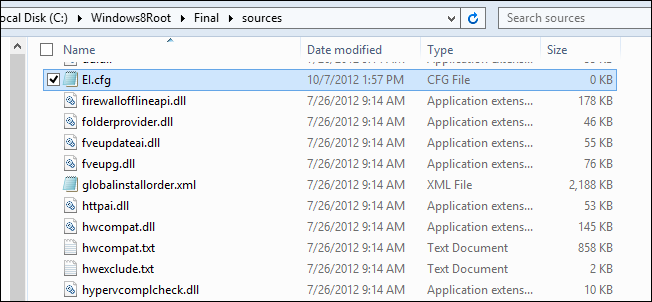 ocal Disk (C:) ▸ Windows8Root ▸ Final ▸ sources Search sources
Name Date modified Type Size
El.cfg 10/7/2012 1:57 PM CFG File 0 KB
firewallofflineapi.dll 7/26/2012 9:14 AM Application extens... 178 KB
folderprovider.dll 7/26/2012 9:14 AM Application extens... 46 KB
fveupdateai.dll 7/26/2012 9:14 AM Application extens... 55 KB
fveupg.dll 7/26/2012 9:14 AM Application extens... 76 KB
globalinstallorder.xml 7/26/2012 9:14 AM XML File 2,188 KB
httpai.dll 7/26/2012 9:14 AM Application extens... 53 KB
hwcompat.dll 7/26/2012 9:14 AM Application extens... 145 KB
hwcompat.txt 7/26/2012 9:14 AM Text Document 858 KB
hwexclude.txt 7/26/2012 9:14 AM Text Document 2 KB
hypervcomplcheck.dll 7/26/2012 9:14 AM Application extens... 10 KB